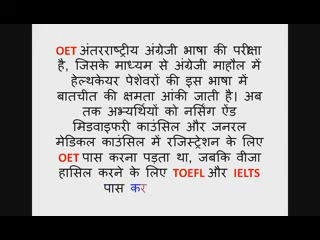 OET अंतरराष्ट्रीय अंग्रेजी भाषा की परीक्षा
है, जिसके माध्यम से अंग्रेजी माहौल में
हेल्थकेयर पेशेवरों की इस भाषा में
बातचीत की क्षमता आंकी जाती है। अब
तक अभ्यर्थियों को नर्सिंग ऐंड
मिडवाइफरी काउंसिल और जनरल
मेडिकल काउंसिल में रजिस्ट्रेशन के लिए
OET पास करना पड़ता था, जबकि वीजा
हासिल करने के लिए TOEFL और IELTS
पास कर